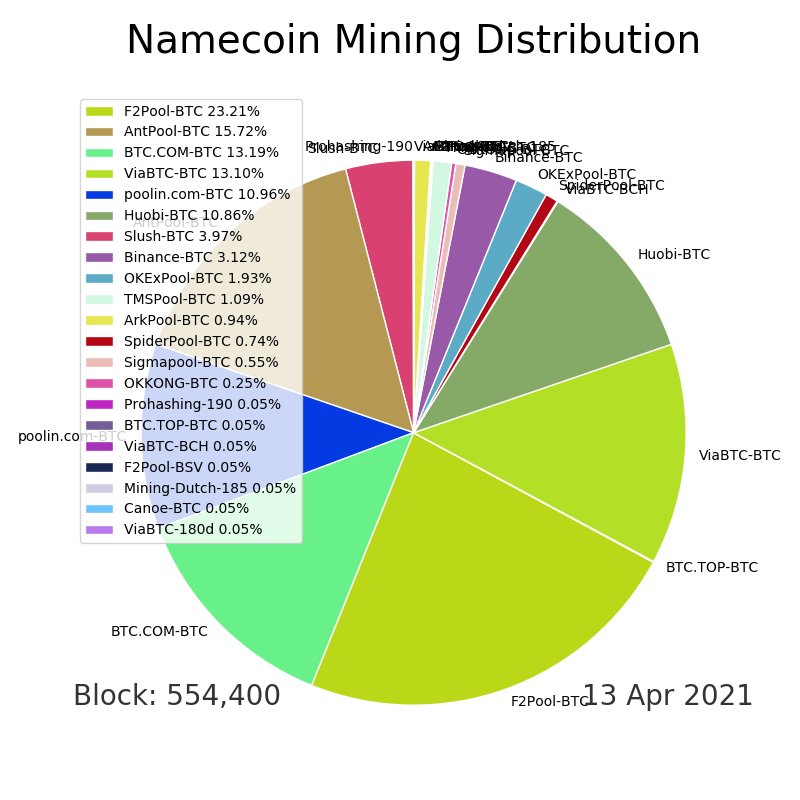 Namecoin Mining Distribution
F2Pool-BTC 23.21%
AntPool-BTC 15.72%
BTC.COM-BTC 13.19%
ViaBTC-BTC 13.10%
poolin.com-BTC 10.96%
Huobi-BTC 10.86%
Slush-BTC 3.97%
Binance-BTC 3.12%
OKExPool-BTC 1.93%
TMSPool-BTC 1.09%
ArkPool-BTC 0.94%
SpiderPool-BTC 0.74%
Sigmapool-BTC 0.55%
OKKONG-BTC 0.25%
Prohashing-190 0.05%
BTC.TOP-BTC 0.05%
ViaBTC-BCH 0.05%
F2Pool-BSV 0.05%
Mining-Dutch-185 0.05%
Canoe-BTC 0.05%
ViaBTC-180d 0.05%
Prohashing-190
Slush-BTC
Binance-BTC
OKExPool-BTC
SpiderPool-BTC
ViaBTC-BCH
AntPool-BTC
Huobi-BTC
poolin.com-BTC
ViaBTC-BTC
BTC.TOP-BTC
BTC.COM-BTC
F2Pool-BTC
Block: 554,400
13 Apr 2021